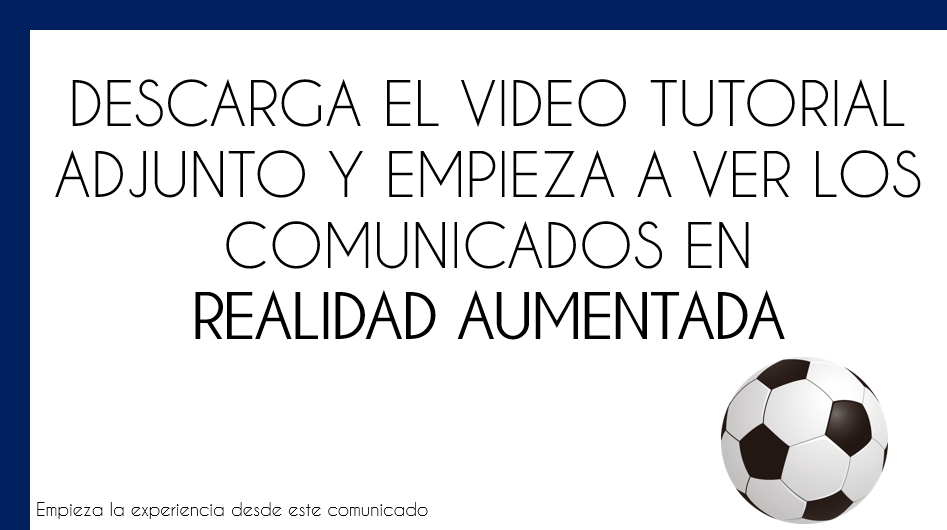 DESCARGA EL VIDEO TUTORIAL
ADJUNTO Y EMPIEZA A VER LOS
COMUNICADOS EN
REALIDAD AUMENTADA
Empieza la experiencia desde este comunicado